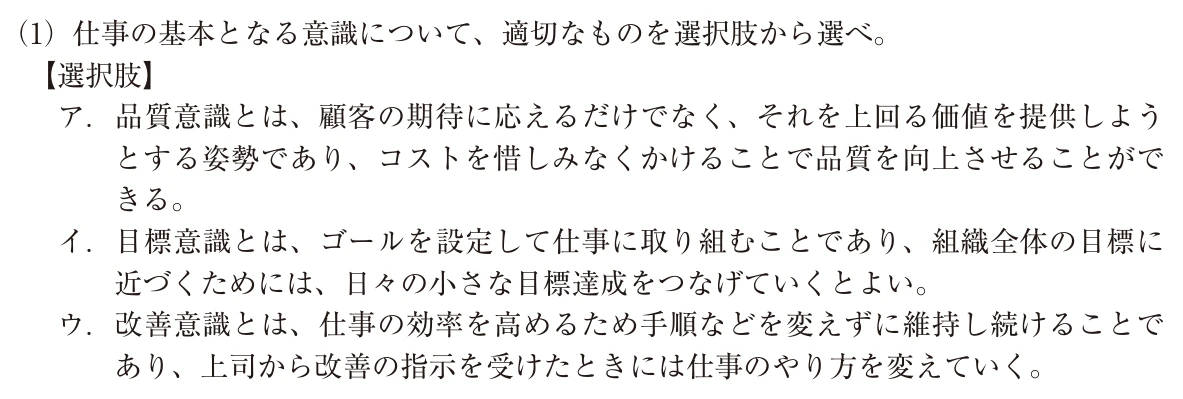 (1) 仕事の基本となる意識について、適切なものを選択肢から選べ。
【選択肢】
ア. 品質意識とは、顧客の期待に応えるだけでなく、それを上回る価値を提供しよう
とする姿勢であり、コストを惜しみなくかけることで品質を向上させることがで
きる。
イ. 目標意識とは、ゴールを設定して仕事に取り組むことであり、組織全体の目標に
近づくためには、日々の小さな目標達成をつなげていくとよい。
ウ. 改善意識とは、仕事の効率を高めるため手順などを変えずに維持し続けることで
あり、上司から改善の指示を受けたときには仕事のやり方を変えていく。